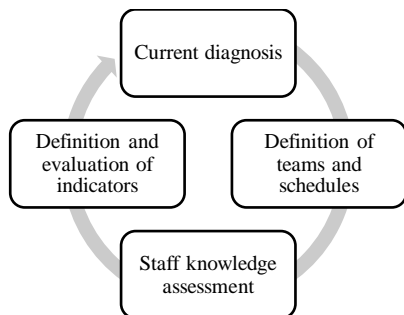 Current diagnosis
Definition and
evaluation of
indicators
Definition of
teams and
schedules
Staff knowledge
assessment